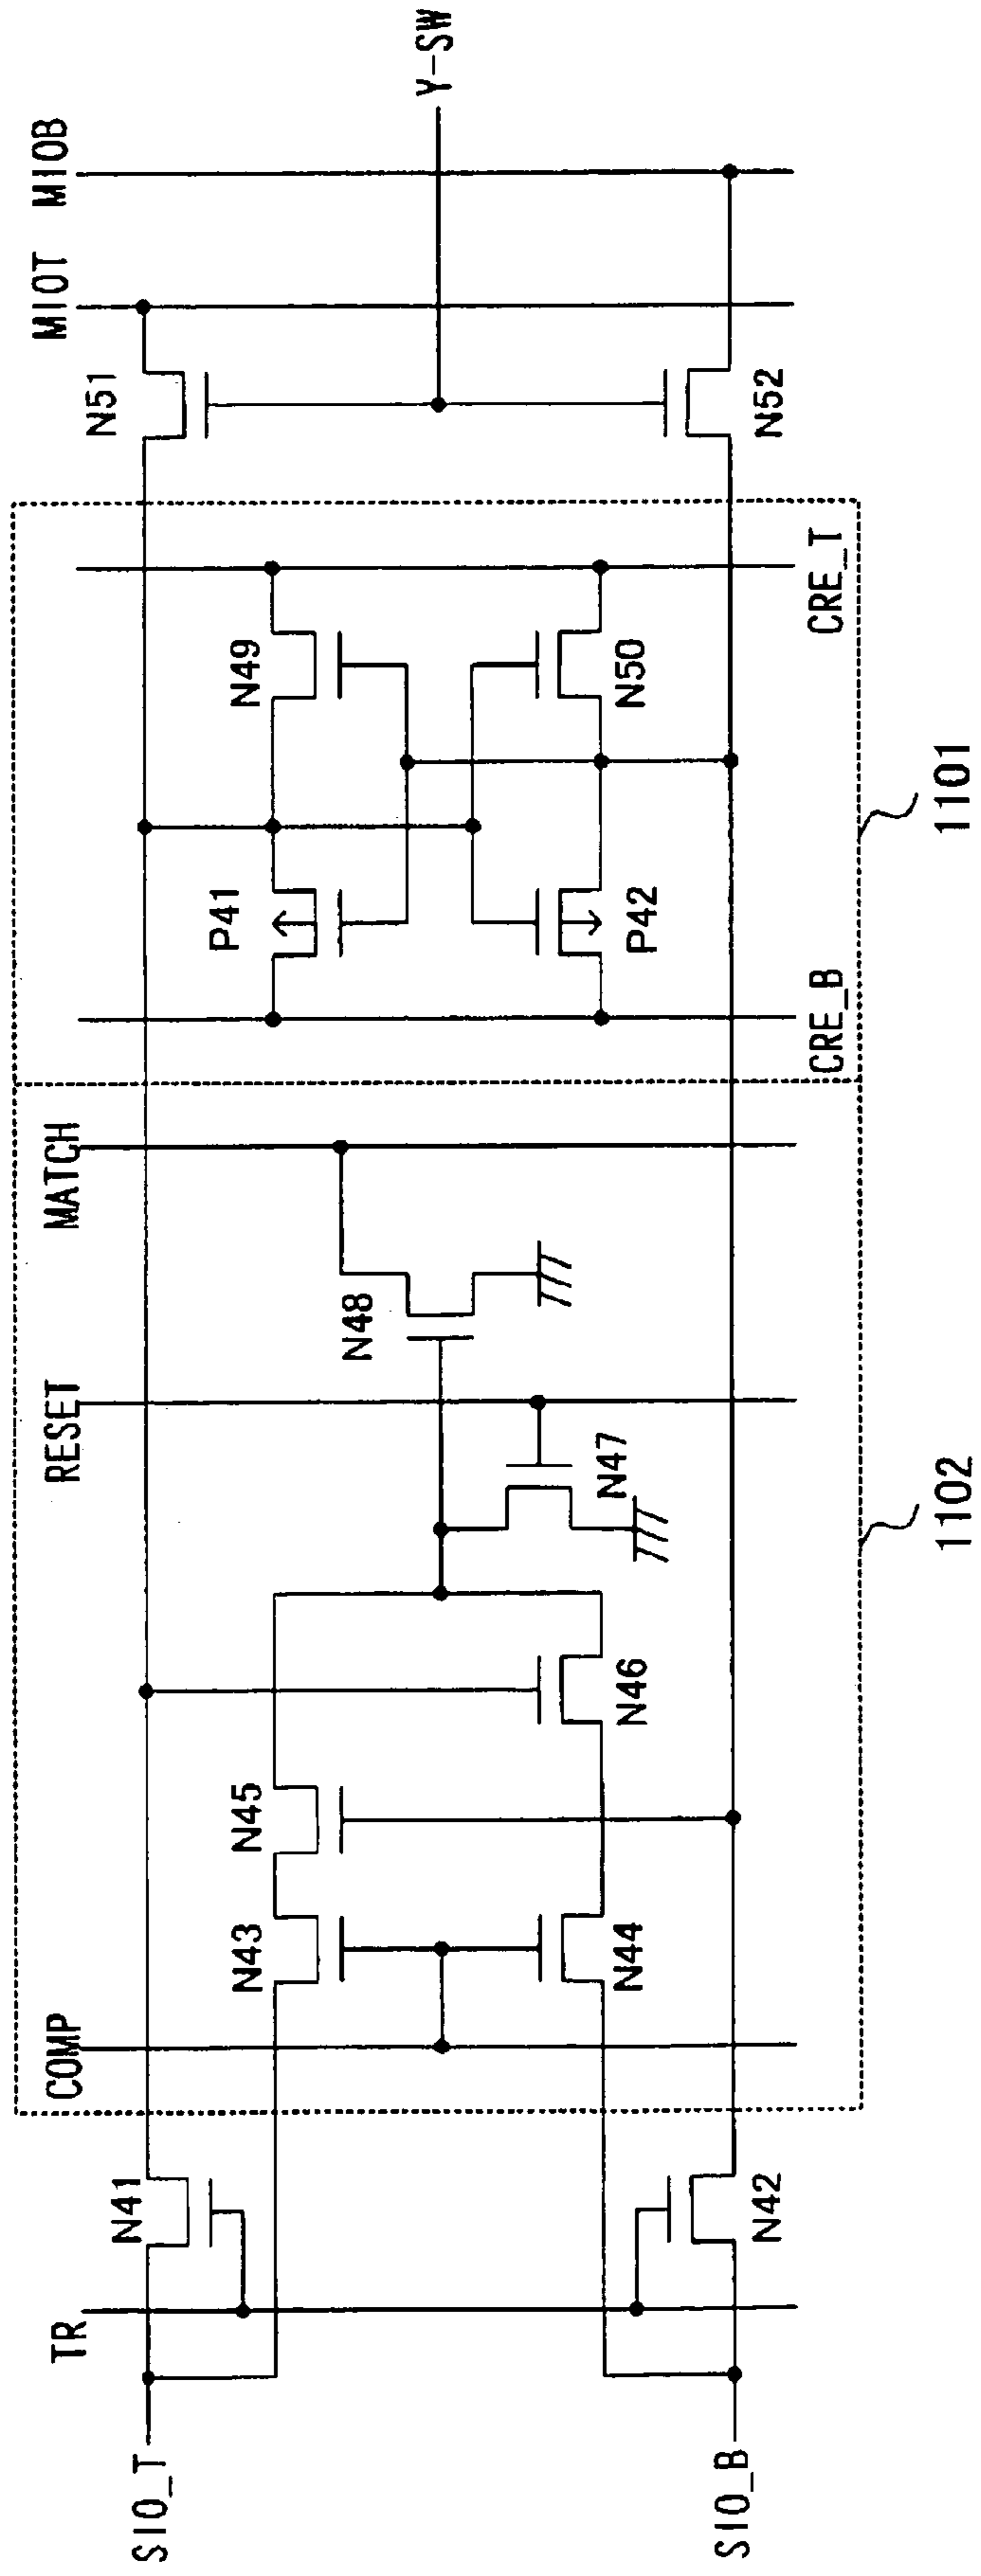 SIO_T
SIO_B
TR
N41
N42
COMP
N43
N44
N45
N46
RESET
N47
N48
MATCH
1102
CRE_B
P41
P42
N49
N50
CRE_T
1101
N51
N52
MIOT
MIOB
Y-SW